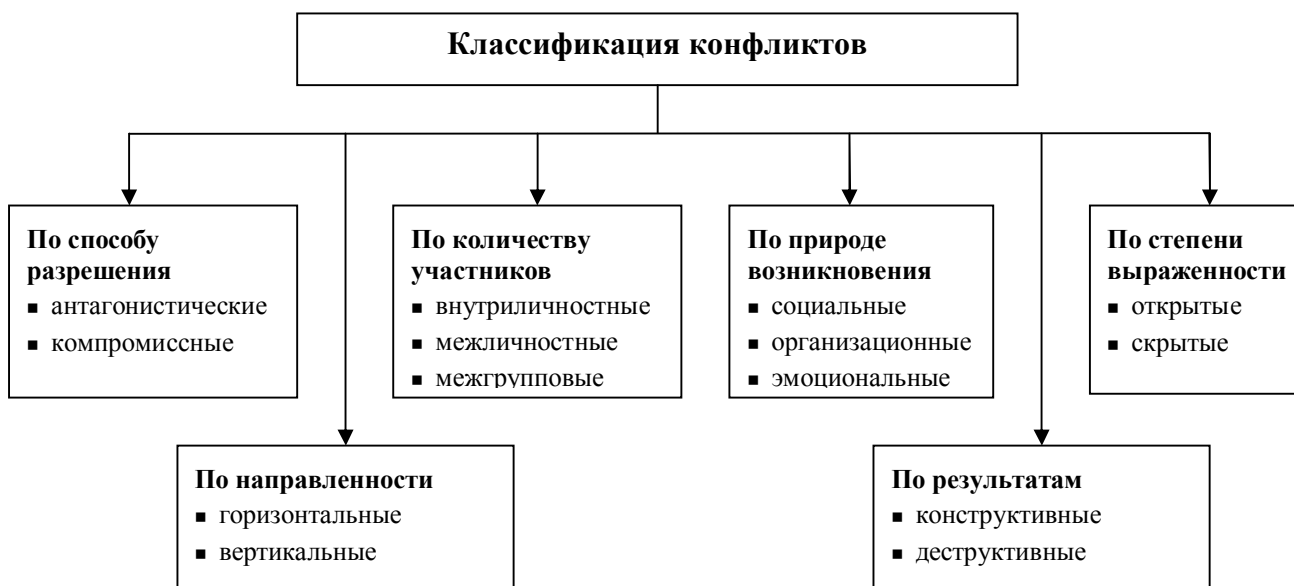 Классификация конфликтов
По способу
разрешения
■ антагонистические
■ компромиссные
По количеству
участников
■ внутриличностные
■ межличностные
■ межгрупповые
По природе
возникновения
■ социальные
■ организационные
■ эмоциональные
По степени
выраженности
■ открытые
■ скрытые
По направленности
■ горизонтальные
■ вертикальные
По результатам
■ конструктивные
■ деструктивные